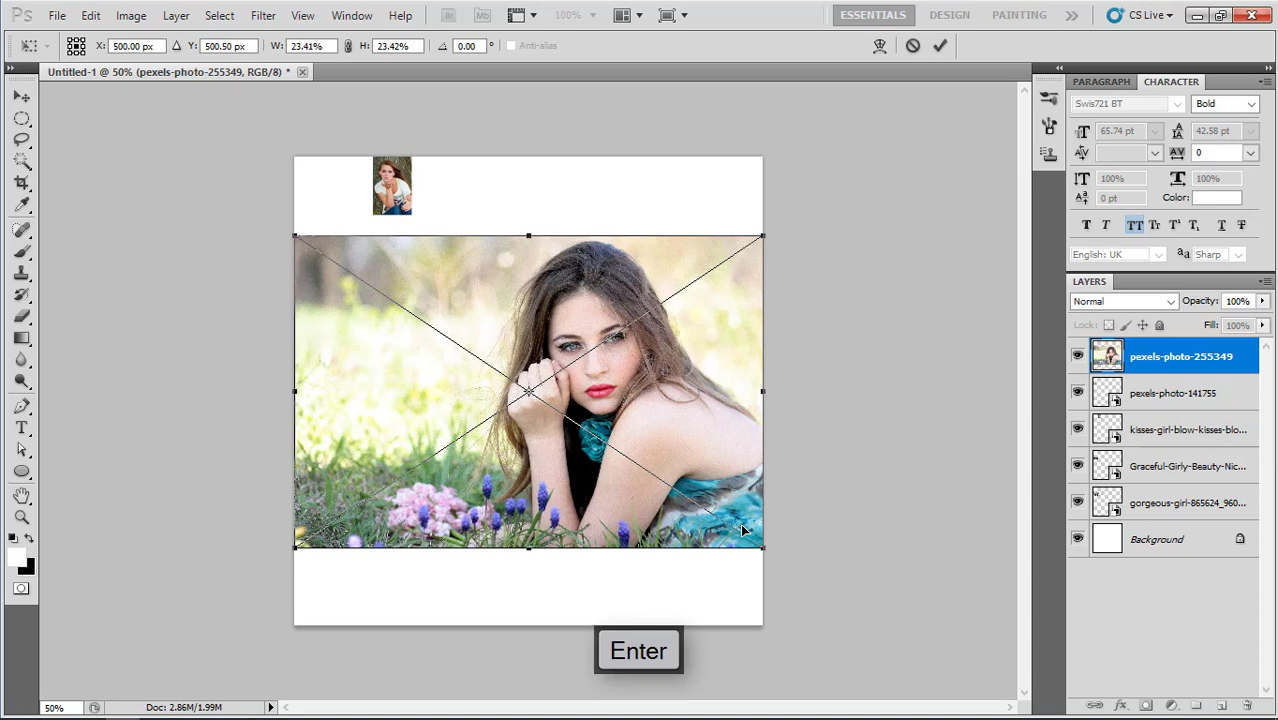 Ps File Edit Image Layer Select Filter View Window Help Br Mb 100% ESSENTIALS DESIGN PAINTING CS Live
X: 500.00 px Y: 500.50 px W: 23.41% H: 23.42% 0.00 ° Anti-alias
Untitled-1 @ 50% (pexels-photo-255349, RGB/8) *
PARAGRAPH CHARACTER
Swis721 BT Bold
65.74 pt 42.58 pt
0
100% 100%
0 pt Color:
English: UK Sharp
LAYERS
Normal Opacity: 100%
Lock: Fill: 100%
pexels-photo-255349
pexels-photo-141755
kisses-girl-blow-kisses-blo...
Graceful-Girly-Beauty-Nic...
gorgeous-girl-865624_960...
Background
Enter
50% Doc: 2.86M/1.99M